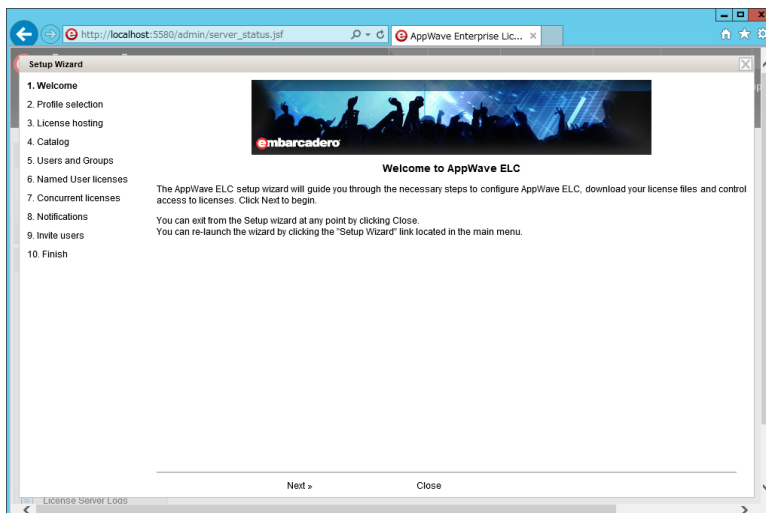 http://localhost:5580/admin/server_status.jsf
AppWave Enterprise Lic...
Setup Wizard
1. Welcome
2. Profile selection
3. License hosting
4. Catalog
5. Users and Groups
6. Named User licenses
7. Concurrent licenses
8. Notifications
9. Invite users
10. Finish
embarcadero
Welcome to AppWave ELC
The AppWave ELC setup wizard will guide you through the necessary steps to configure AppWave ELC, download your license files and control
access to licenses. Click Next to begin.
You can exit from the Setup wizard at any point by clicking Close.
You can re-launch the wizard by clicking the "Setup Wizard" link located in the main menu.
Next »
Close
License Server Logs